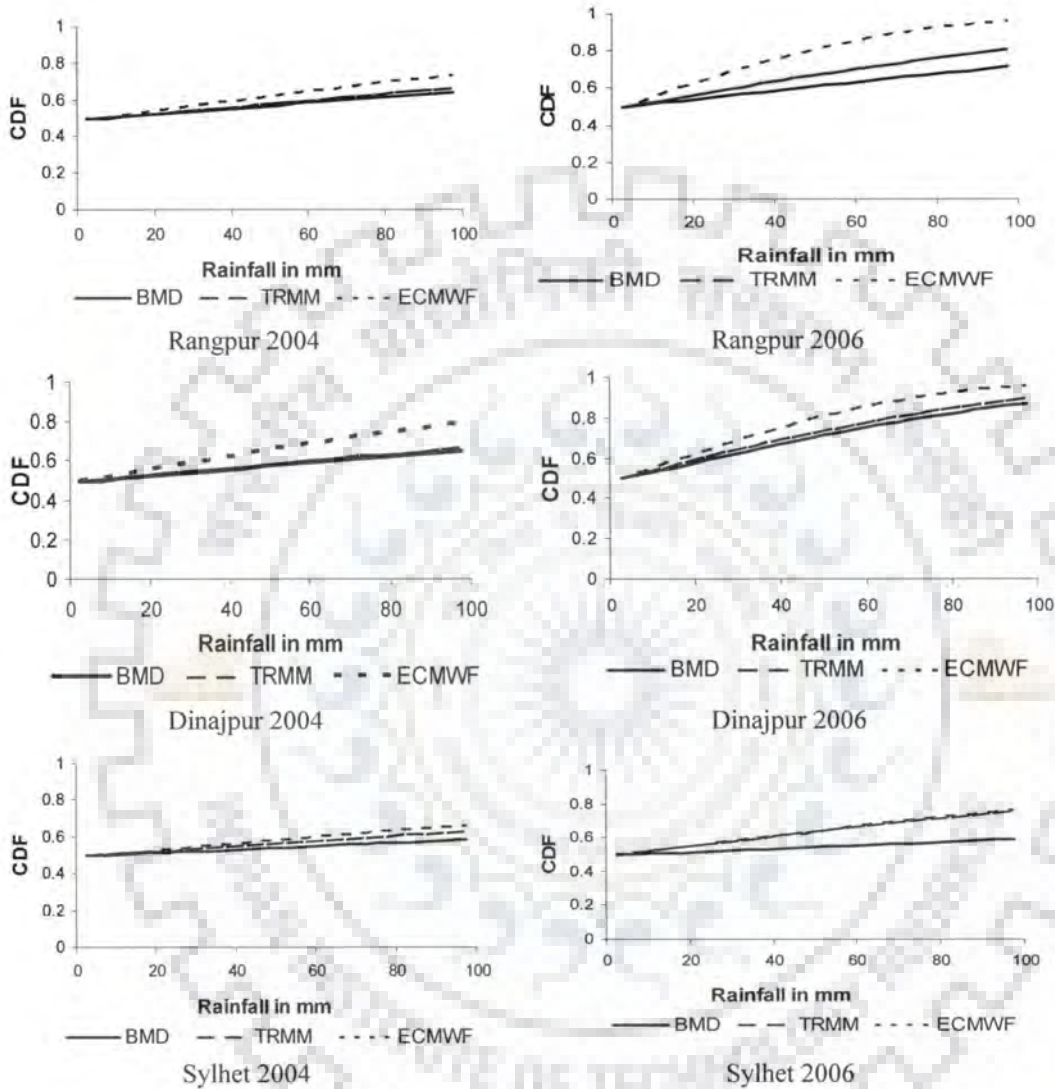 1
0.8
0.6
0.4
0.2
0
CDF
0 20 40 60 80 100
Rainfall in mm
BMD TRMM ECMWF
Rangpur 2004
1
0.8
0.6
0.4
0.2
0
CDF
0 20 40 60 80 100
Rainfall in mm
BMD TRMM ECMWF
Rangpur 2006
1
0.8
0.6
0.4
0.2
0
CDF
0 20 40 60 80 100
Rainfall in mm
BMD TRMM ECMWF
Dinajpur 2004
1
0.8
0.6
0.4
0.2
0
CDF
0 20 40 60 80 100
Rainfall in mm
BMD TRMM ECMWF
Dinajpur 2006
1
0.8
0.6
0.4
0.2
0
CDF
0 20 40 60 80 100
Rainfall in mm
BMD TRMM ECMWF
Sylhet 2004
1
0.8
0.6
0.4
0.2
0
CDF
0 20 40 60 80 100
Rainfall in mm
BMD TRMM ECMWF
Sylhet 2006